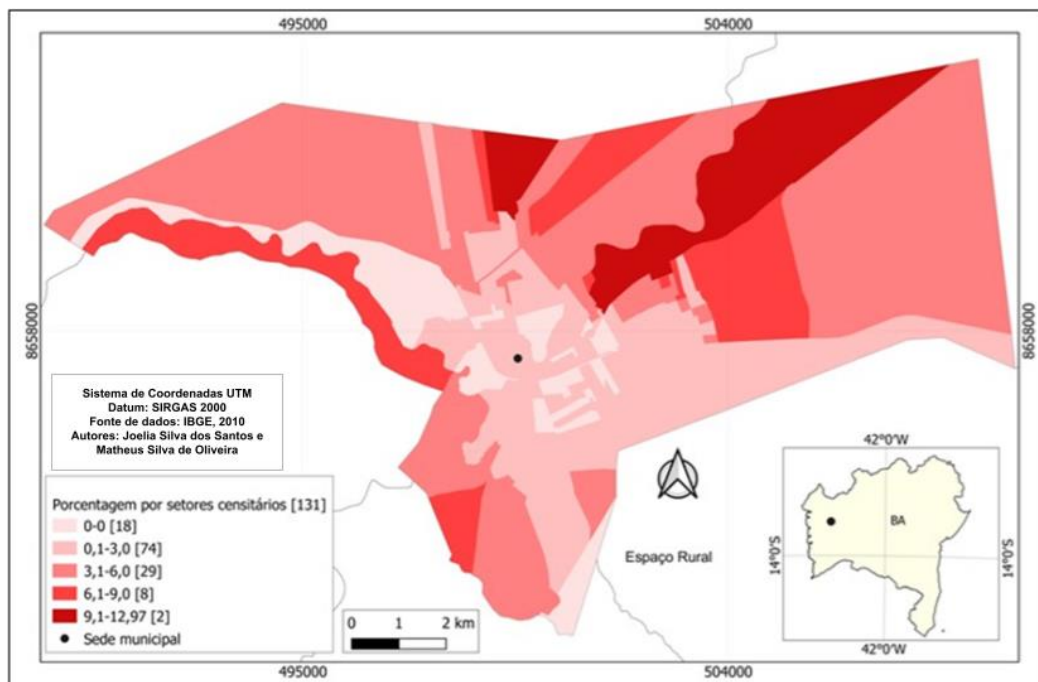 495000
504000
8658000
8658000
Sistema de Coordenadas UTM
Datum: SIRGAS 2000
Fonte de dados: IBGE, 2010
Autores: Joelia Silva dos Santos e
Matheus Silva de Oliveira
Porcentagem por setores censitários [131]
0-0 [18]
0,1-3,0 [74]
3,1-6,0 [29]
6,1-9,0 [8]
9,1-12,97 [2]
Sede municipal
0 1 2 km
Espaço Rural
42°0'W
BA
14°0'S
14°0'S
42°0'W
495000
504000